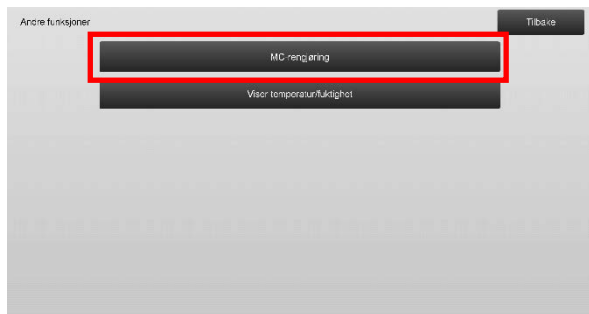 Andre funksjoner
Tilbake
MC-rengjøring
Viser temperatur/fuktighet